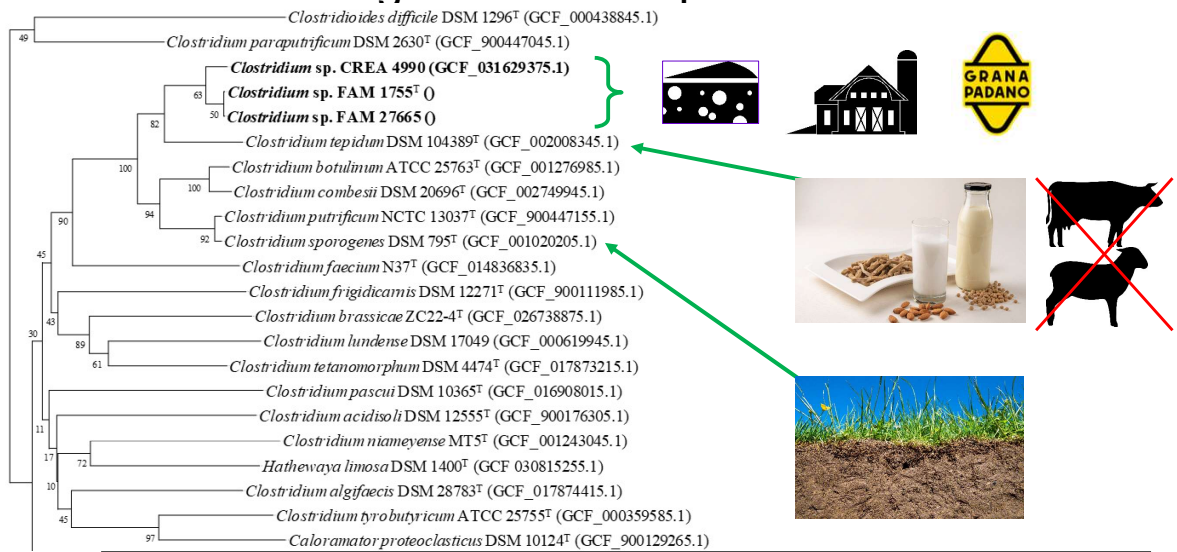 Clostridioides difficile DSM 1296ᵀ (GCF_000438845.1)
49
Clostridium paraputrificum DSM 2630ᵀ (GCF_900447045.1)
Clostridium sp. CREA 4990 (GCF_031629375.1)
63
Clostridium sp. FAM 1755ᵀ ()
50
Clostridium sp. FAM 27665 ()
82
Clostridium tepidum DSM 104389ᵀ (GCF_002008345.1)
100
Clostridium botulinum ATCC 25763ᵀ (GCF_001276985.1)
100
Clostridium combesii DSM 20696ᵀ (GCF_002749945.1)
94
Clostridium putrificum NCTC 13037ᵀ (GCF_900447155.1)
90
92
Clostridium sporogenes DSM 795ᵀ (GCF_001020205.1)
45
Clostridium faecium N37ᵀ (GCF_014836835.1)
Clostridium frigidicarnis DSM 12271ᵀ (GCF_900111985.1)
43
Clostridium brassicae ZC22-4ᵀ (GCF_026738875.1)
30
89
Clostridium lundense DSM 17049 (GCF_000619945.1)
61
Clostridium tetanomorphum DSM 4474ᵀ (GCF_017873215.1)
Clostridium pascui DSM 10365ᵀ (GCF_016908015.1)
11
Clostridium acidisoli DSM 12555ᵀ (GCF_900176305.1)
Clostridium niameyense MT5ᵀ (GCF_001243045.1)
17
72
Hathewaya limosa DSM 1400ᵀ (GCF 030815255.1)
10
Clostridium algifaecis DSM 28783ᵀ (GCF_017874415.1)
45
Clostridium tyrobutyricum ATCC 25755ᵀ (GCF_000359585.1)
97
Caloramator proteoclasticus DSM 10124ᵀ (GCF_900129265.1)
GRANA
PADANO